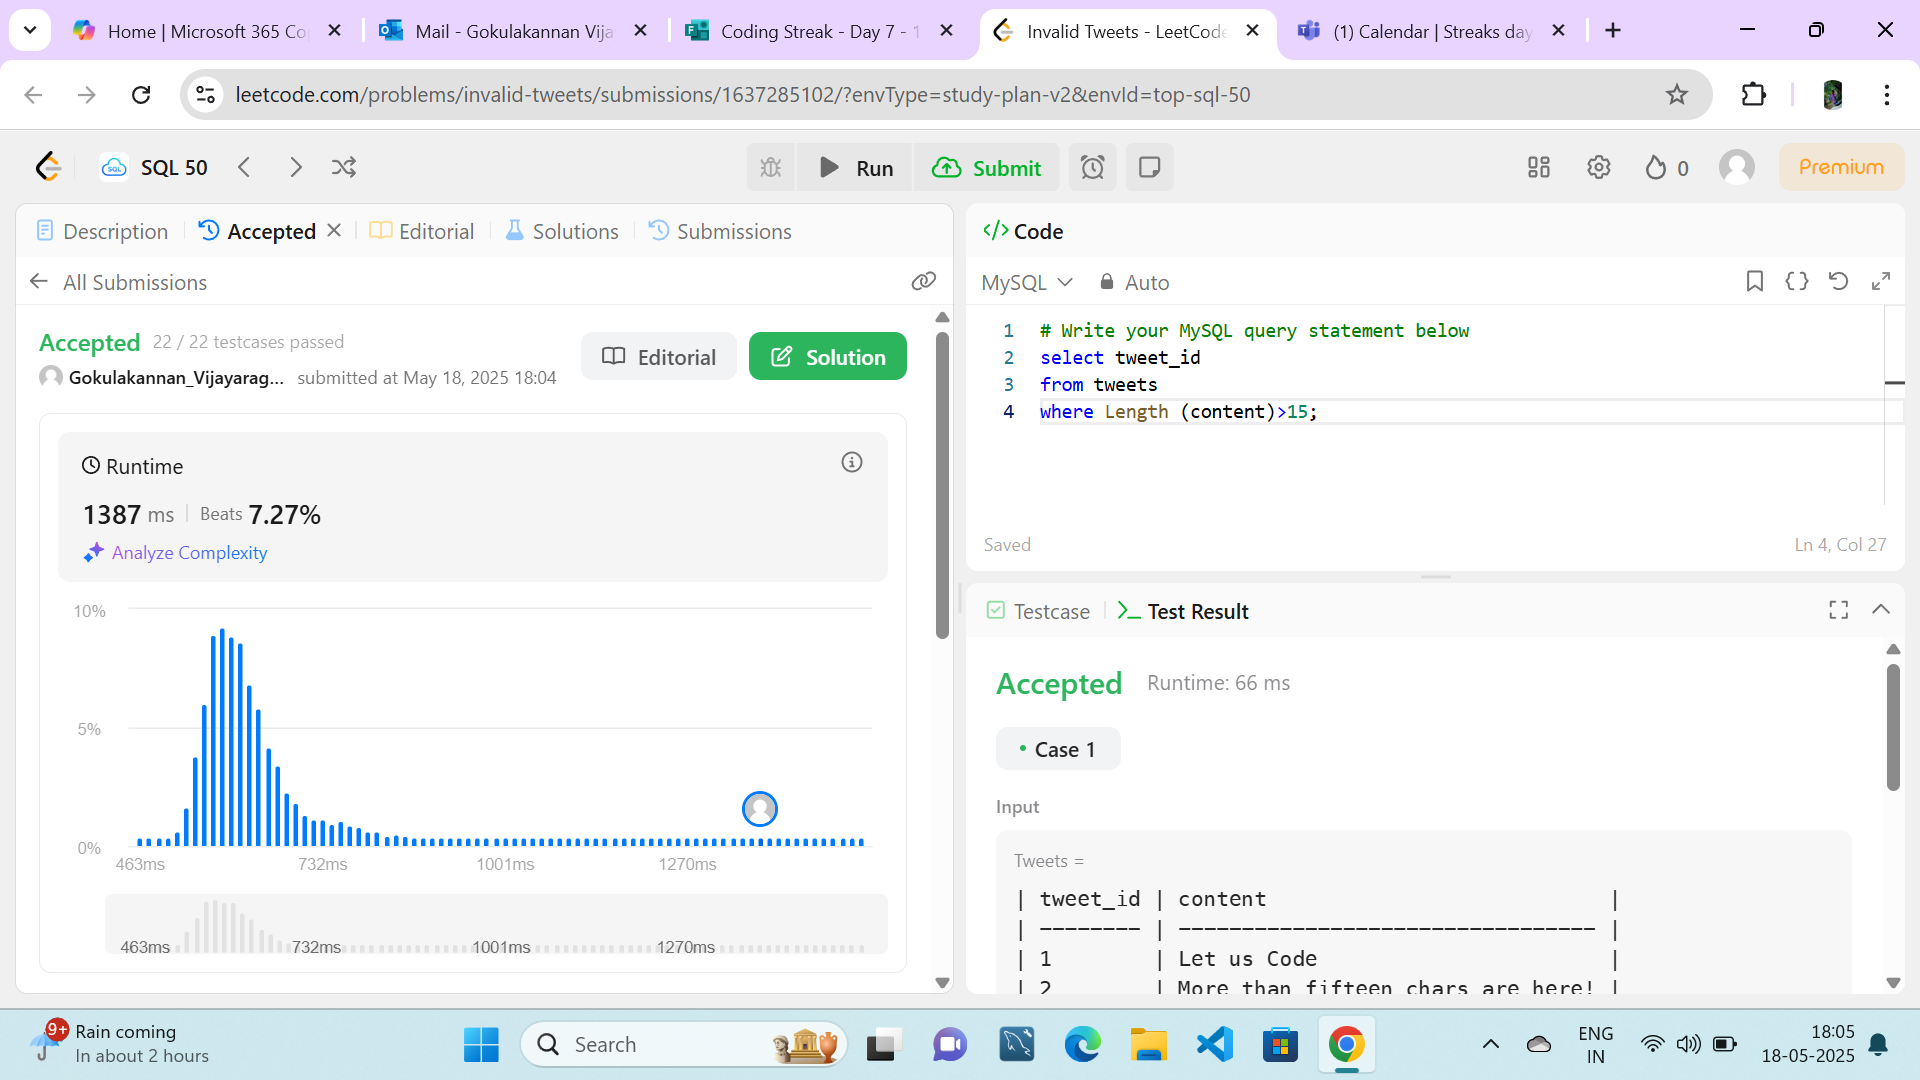 Home | Microsoft 365 Co
Mail - Gokulakannan Vija
Coding Streak - Day 7 - 1
Invalid Tweets - LeetCode
(1) Calendar | Streaks day
leetcode.com/problems/invalid-tweets/submissions/1637285102/?envType=study-plan-v2&envId=top-sql-50
SQL
SQL 50
Run
Submit
0
Premium
Description
Accepted
Editorial
Solutions
Submissions
All Submissions
Accepted 22 / 22 testcases passed
Gokulakannan_Vijayarag... submitted at May 18, 2025 18:04
Editorial
Solution
Runtime
1387 ms Beats 7.27%
Analyze Complexity
10%
5%
0%
463ms 732ms 1001ms 1270ms
463ms 732ms 1001ms 1270ms
</> Code
MySQL Auto
1 # Write your MySQL query statement below
2 select tweet_id
3 from tweets
4 where Length (content)>15;
Saved
Ln 4, Col 27
Testcase
Test Result
Accepted Runtime: 66 ms
Case 1
Input
Tweets =
| tweet_id | content                           |
| -------- | --------------------------------- |
| 1        | Let us Code                       |
| 2        | More than fifteen chars are here! |
9+
Rain coming
In about 2 hours
Search
ENG
IN
18:05
18-05-2025